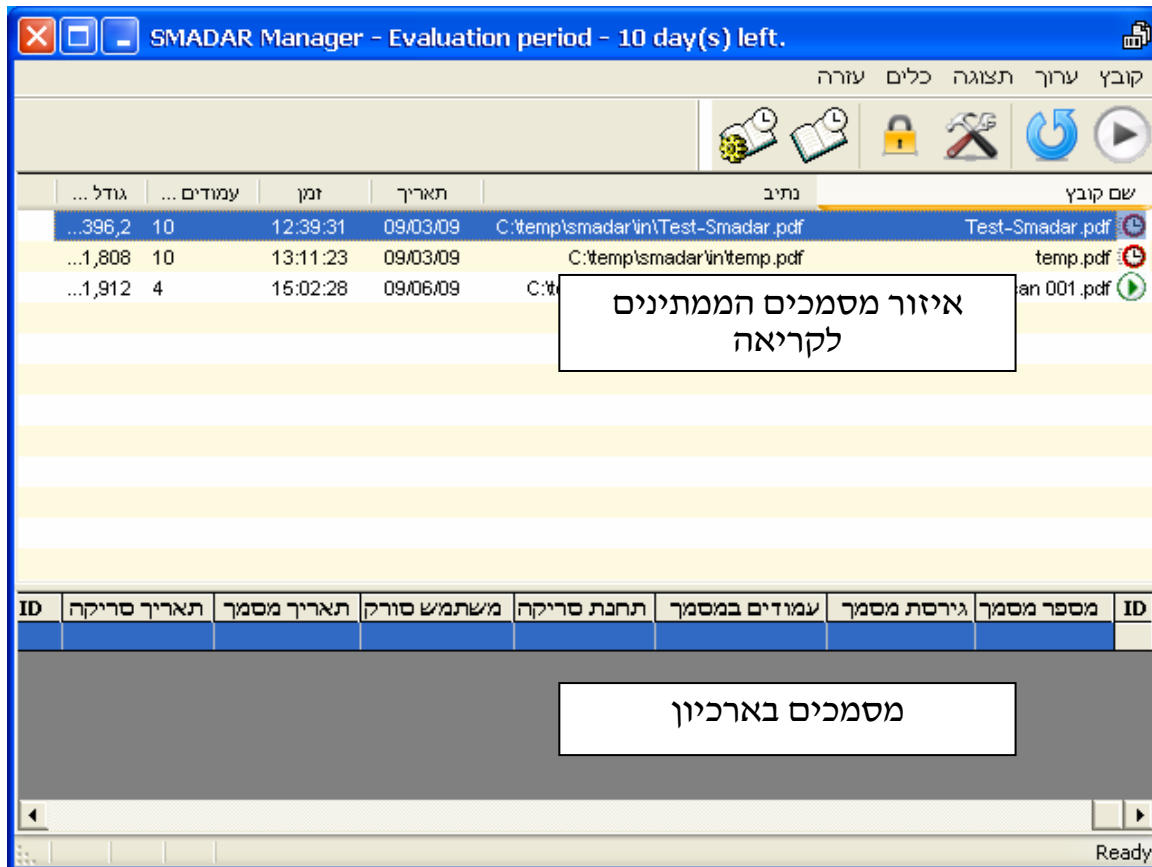 SMADAR Manager - Evaluation period - 10 day(s) left.
קובץ ערוך תצוגה כלים עזרה
שם קובץ נתיב תאריך זמן עמודים ... גודל ...
Test-Smadar.pdf C:\temp\smadar\in\Test-Smadar.pdf 09/03/09 12:39:31 10 396,2...
temp.pdf C:\temp\smadar\in\temp.pdf 09/03/09 13:11:23 10 1,808...
an 001.pdf C:\t 09/06/09 15:02:28 4 1,912...
איזור מסמכים הממתינים
לקריאה
ID מספר מסמך גירסת מסמך עמודים במסמך תחנת סריקה משתמש סורק תאריך מסמך תאריך סריקה ID
מסמכים בארכיון
Ready